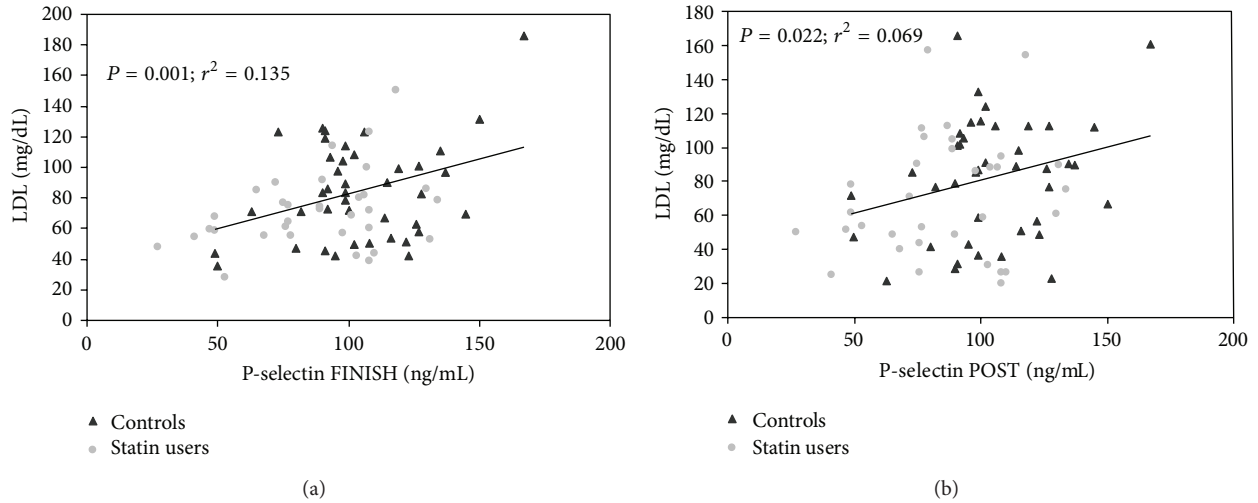 P = 0.001; r² = 0.135
LDL (mg/dL)
200
180
160
140
120
100
80
60
40
20
0
0 50 100 150 200
P-selectin FINISH (ng/mL)
Controls
Statin users
(a)
P = 0.022; r² = 0.069
LDL (mg/dL)
180
160
140
120
100
80
60
40
20
0
0 50 100 150 200
P-selectin POST (ng/mL)
Controls
Statin users
(b)